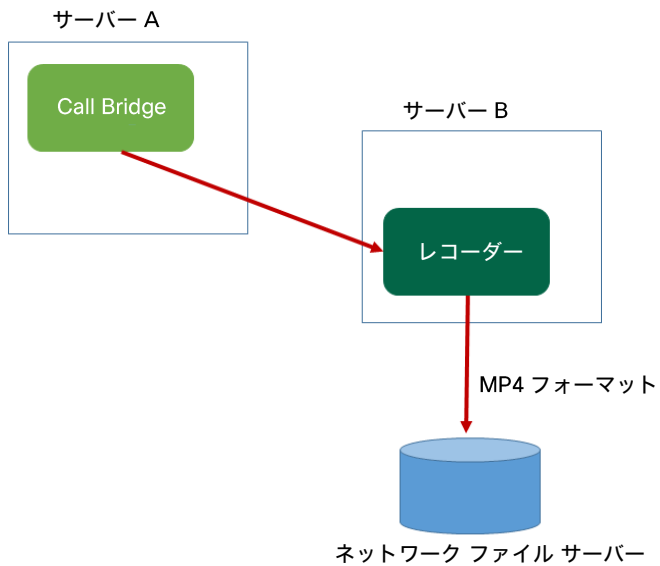 サーバー A
Call Bridge
サーバー B
レコーダー
MP4 フォーマット
ネットワーク ファイル サーバー